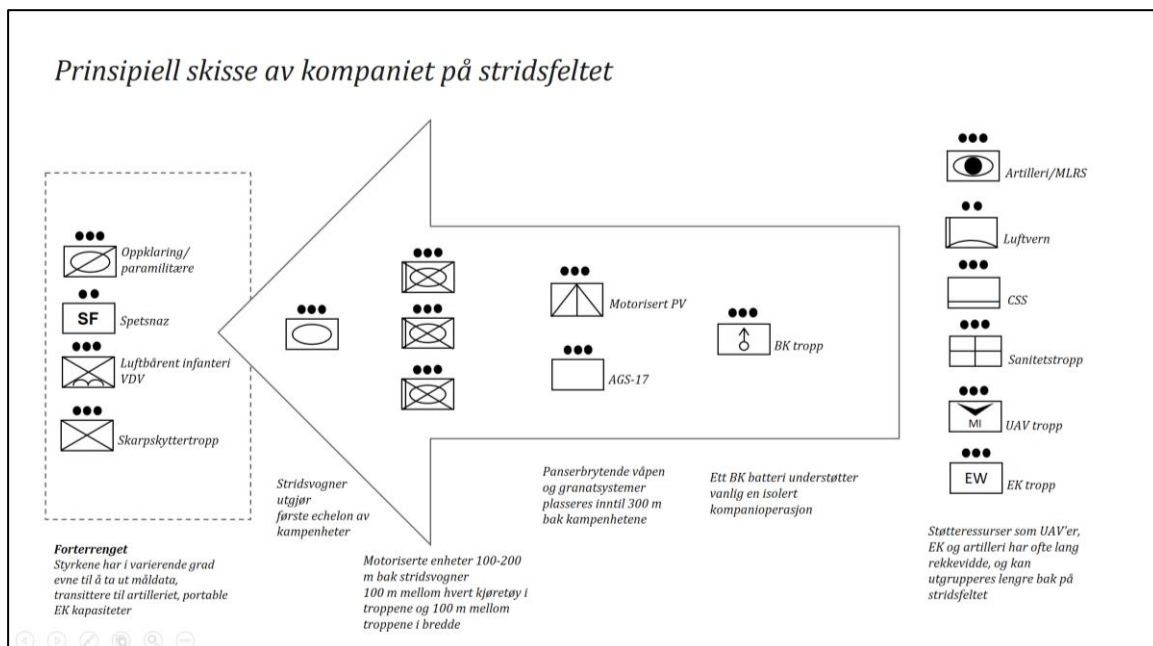 Prinsipiell skisse av kompaniet på stridsfeltet
Oppklaring/
paramilitære
SF
Spetsnaz
Luftbårent infanteri
VDV
Skarpskyttertropp
Forterrenget
Styrkene har i varierende grad
evne til å ta ut måldata,
transittere til artilleriet, portable
EK kapasiteter
Stridsvogner
utgjør
første echelon av
kampenheter
Motoriserte enheter 100-200
m bak stridsvogner
100 m mellom hvert kjøretøy i
troppene og 100 m mellom
troppene i bredde
Motorisert PV
AGS-17
Panserbrytende våpen
og granatsystemer
plasseres inntil 300 m
bak kampenhetene
BK tropp
Ett BK batteri understøtter
vanlig en isolert
kompanioperasjon
Artilleri/MLRS
Luftvern
CSS
Sanitetstropp
MI
UAV tropp
EW
EK tropp
Støtteressurser som UAV'er,
EK og artilleri har ofte lang
rekkevidde, og kan
utgrupperes lengre bak på
stridsfeltet